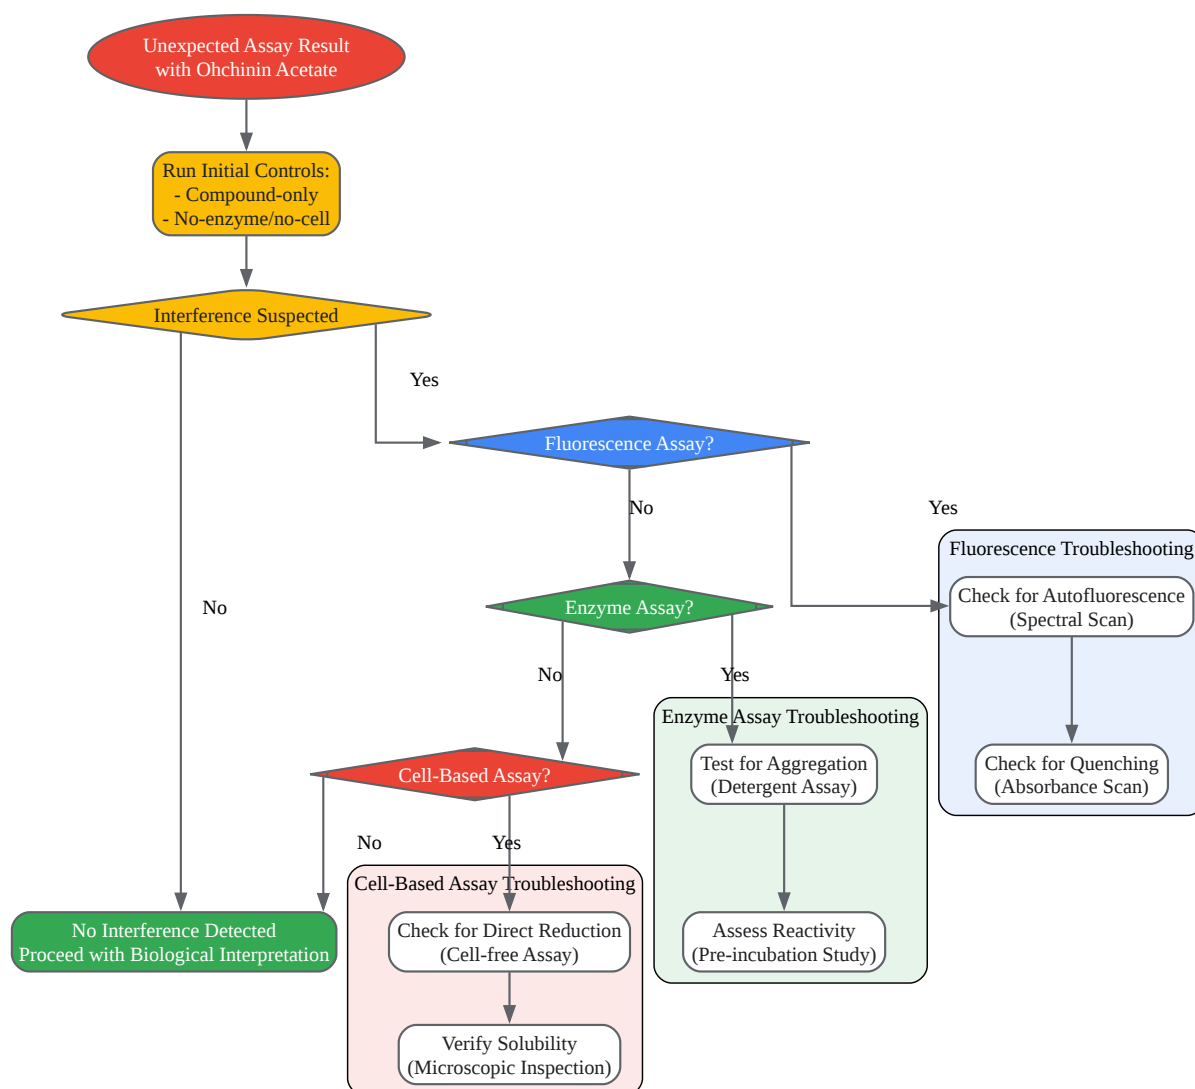 Unexpected Assay Result
with Ohchinin Acetate
Run Initial Controls:
- Compound-only
- No-enzyme/no-cell
Interference Suspected
Yes
Fluorescence Assay?
No
Yes
Fluorescence Troubleshooting
Check for Autofluorescence
(Spectral Scan)
No
Enzyme Assay?
No
Yes
Enzyme Assay Troubleshooting
Test for Aggregation
(Detergent Assay)
Check for Quenching
(Absorbance Scan)
Cell-Based Assay?
No
Yes
Cell-Based Assay Troubleshooting
No Interference Detected
Proceed with Biological Interpretation
Check for Direct Reduction
(Cell-free Assay)
Assess Reactivity
(Pre-incubation Study)
Verify Solubility
(Microscopic Inspection)